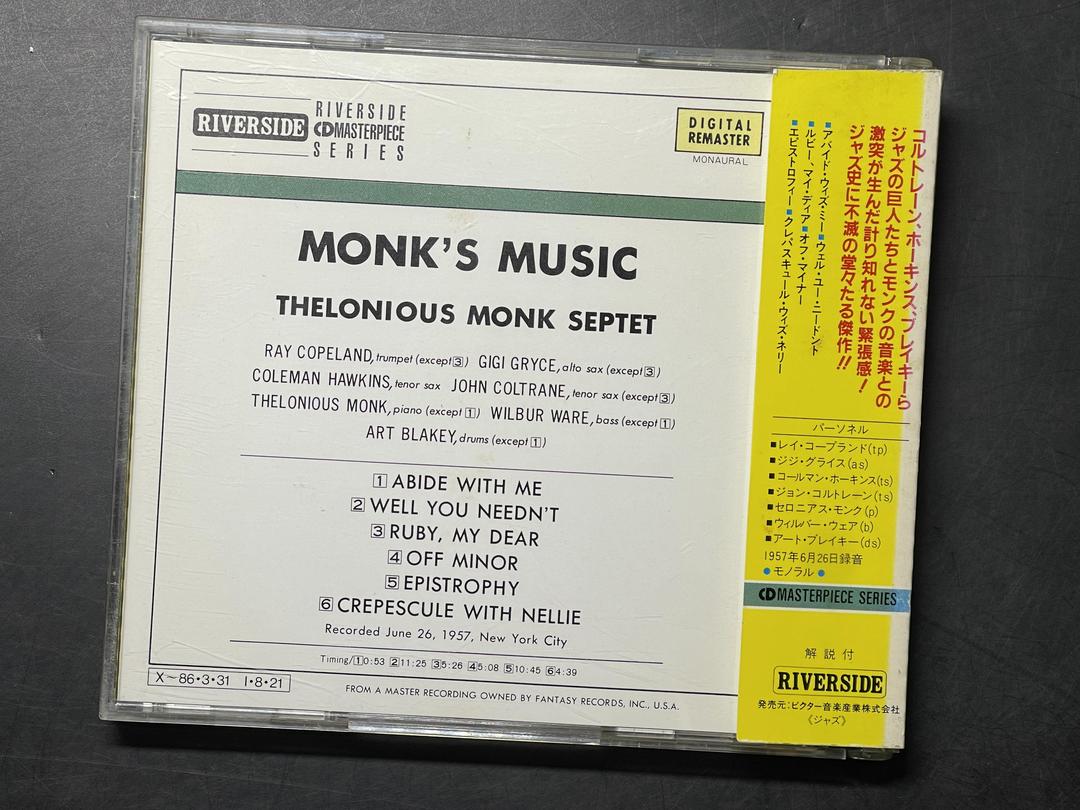 RIVERSIDE
RIVERSIDE
CD MASTERPIECE
SERIES
DIGITAL
REMASTER
MONAURAL
MONK'S MUSIC
THELONIOUS MONK SEPTET
RAY COPELAND, trumpet (except 3) GIGI GRYCE, alto sax (except 3)
COLEMAN HAWKINS, tenor sax JOHN COLTRANE, tenor sax (except 3)
THELONIOUS MONK, piano (except 1) WILBUR WARE, bass (except 1)
ART BLAKEY, drums (except 1)
1 ABIDE WITH ME
2 WELL YOU NEEDN'T
3 RUBY, MY DEAR
4 OFF MINOR
5 EPISTROPHY
6 CREPESCULE WITH NELLIE
Recorded June 26, 1957, New York City
Timing/1 0:53 2 11:25 3 5:26 4 5:08 5 10:45 6 4:39
X〜86・3・31 I・8・21
FROM A MASTER RECORDING OWNED BY FANTASY RECORDS, INC., U.S.A.
コルトレーン、ホーキンス、ブレイキーら
ジャズの巨人たちとモンクの音楽との
激突が生んだ計り知れない緊張感！
ジャズ史に不滅の堂々たる傑作!!
■アバイド・ウィズ・ミー■ウェル・ユー・ニードント
■ルビー、マイ・ディア■オフ・マイナー
■エピストロフィー■クレパスキュール・ウィズ・ネリー
パーソネル
■レイ・コープランド(tp)
■ジジ・グライス(as)
■コールマン・ホーキンス(ts)
■ジョン・コルトレーン(ts)
■セロニアス・モンク(p)
■ウィルバー・ウェア(b)
■アート・ブレイキー(ds)
1957年6月26日録音
●モノラル●
CD MASTERPIECE SERIES
解説付
RIVERSIDE
発売元：ビクター音楽産業株式会社
《ジャズ》